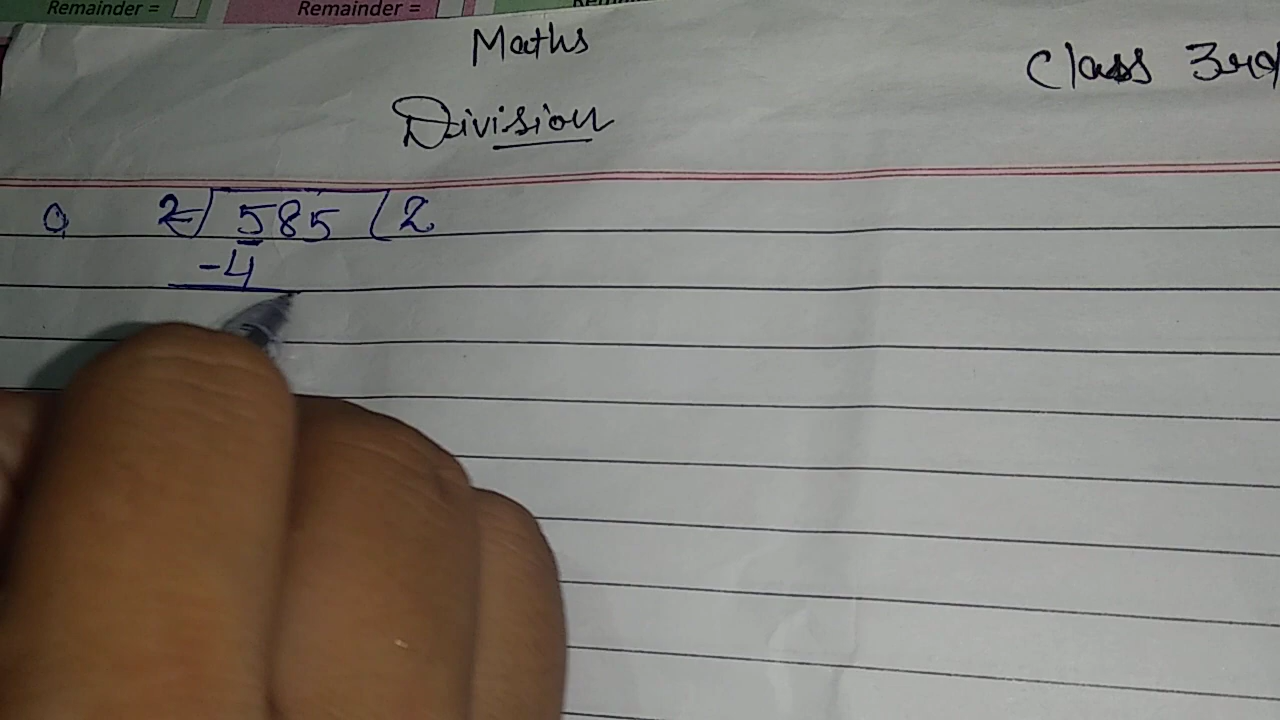 Remainder = Remainder =
Maths
Class 3rd
Division
Q 2) 585 ( 2
-4